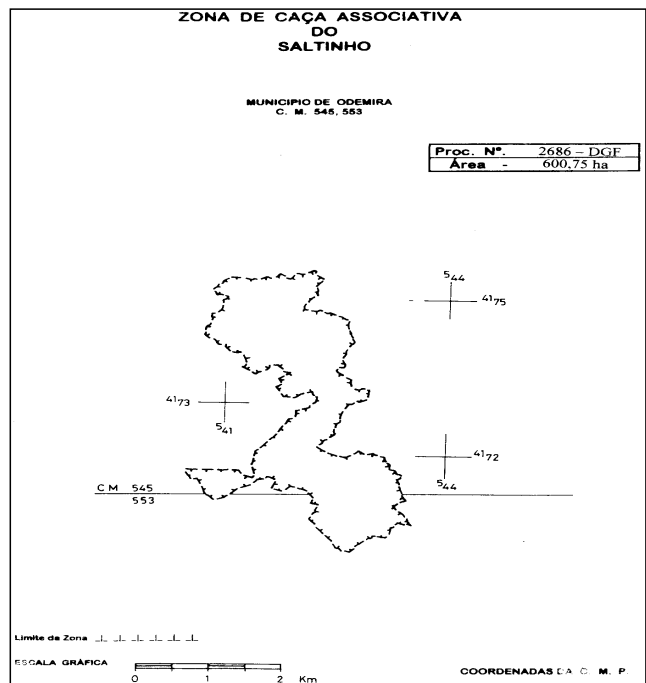 ZONA DE CAÇA ASSOCIATIVA
DO
SALTINHO
MUNICIPIO DE ODEMIRA
C. M. 545, 553
Proc. Nº. 2686 – DGF
Área - 600,75 ha
544
4175
4173
541
4172
544
C M 545
553
Limite da Zona
ESCALA GRÁFICA
0 1 2 Km
COORDENADAS DA C. M. P.